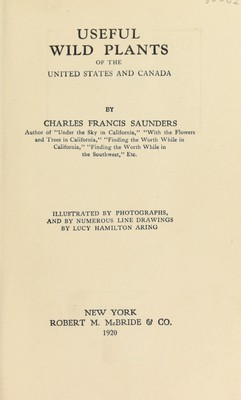 USEFUL
WILD PLANTS
OF THE
UNITED STATES AND CANADA
BY
CHARLES FRANCIS SAUNDERS
Author of "Under the Sky in California," "With the Flowers
and Trees in California," "Finding the Worth While in
California," "Finding the Worth While in
the Southwest," Etc.
ILLUSTRATED BY PHOTOGRAPHS,
AND BY NUMEROUS LINE DRAWINGS
BY LUCY HAMILTON ARING
NEW YORK
ROBERT M. McBRIDE & CO.
1920